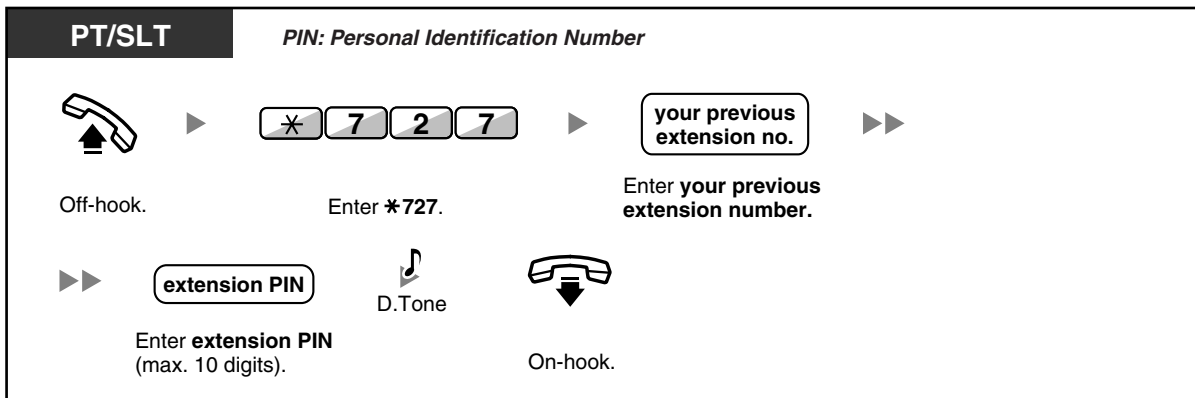 PT/SLT
PIN: Personal Identification Number
* 7 2 7
your previous
extension no.
Off-hook.
Enter *727.
Enter your previous
extension number.
extension PIN
D.Tone
Enter extension PIN
(max. 10 digits).
On-hook.